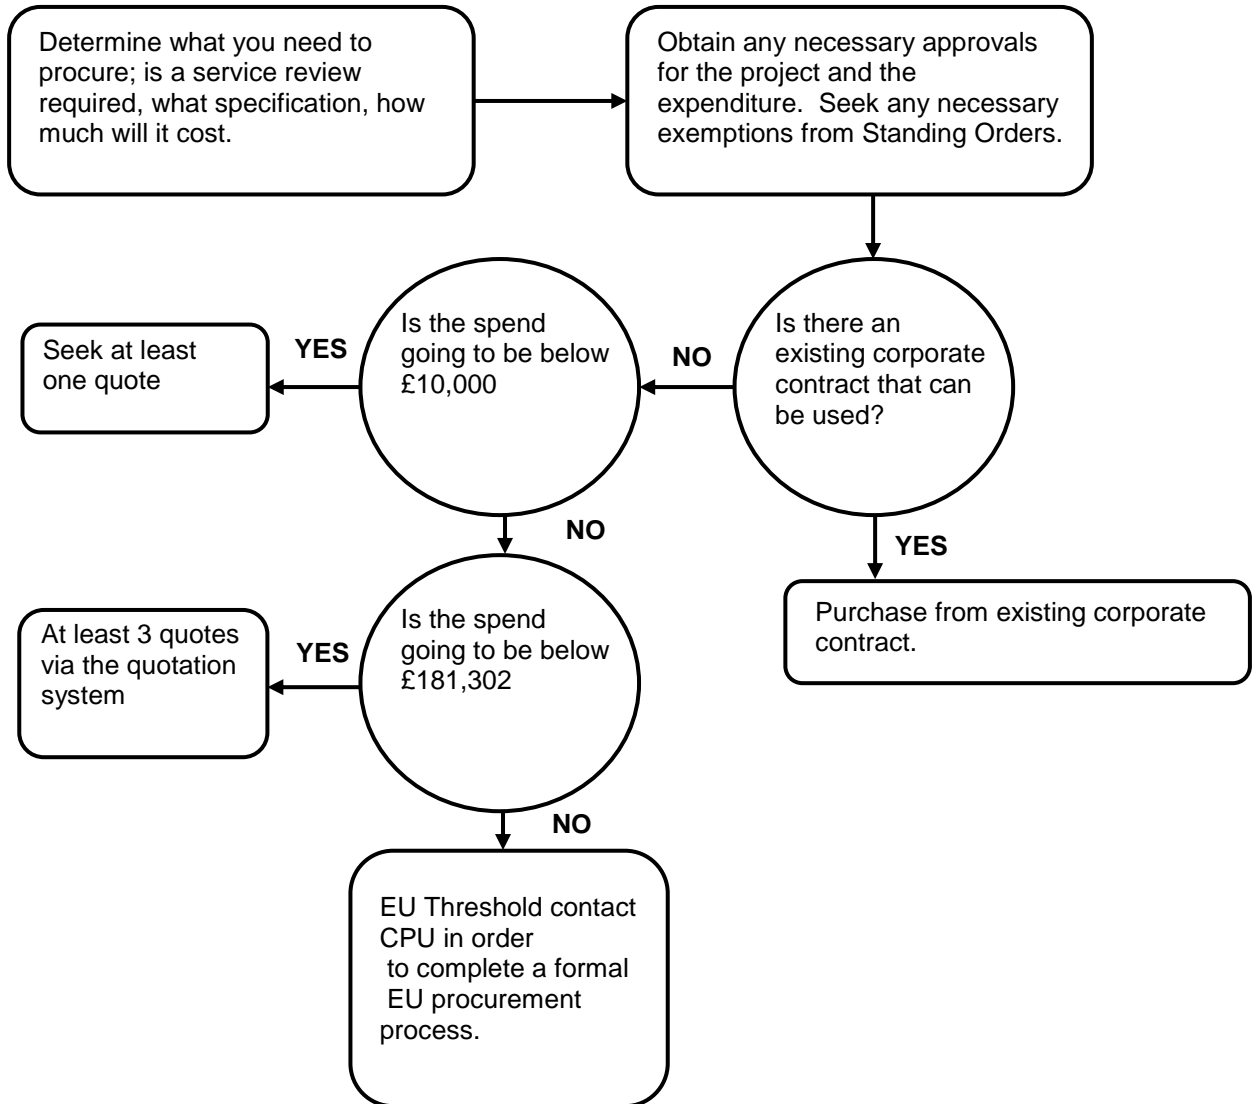 Determine what you need to
procure; is a service review
required, what specification, how
much will it cost.
Obtain any necessary approvals
for the project and the
expenditure.  Seek any necessary
exemptions from Standing Orders.
Is there an
existing corporate
contract that can
be used?
NO
YES
Purchase from existing corporate
contract.
Is the spend
going to be below
£10,000
YES
Seek at least
one quote
NO
Is the spend
going to be below
£181,302
YES
At least 3 quotes
via the quotation
system
NO
EU Threshold contact
CPU in order
to complete a formal
EU procurement
process.